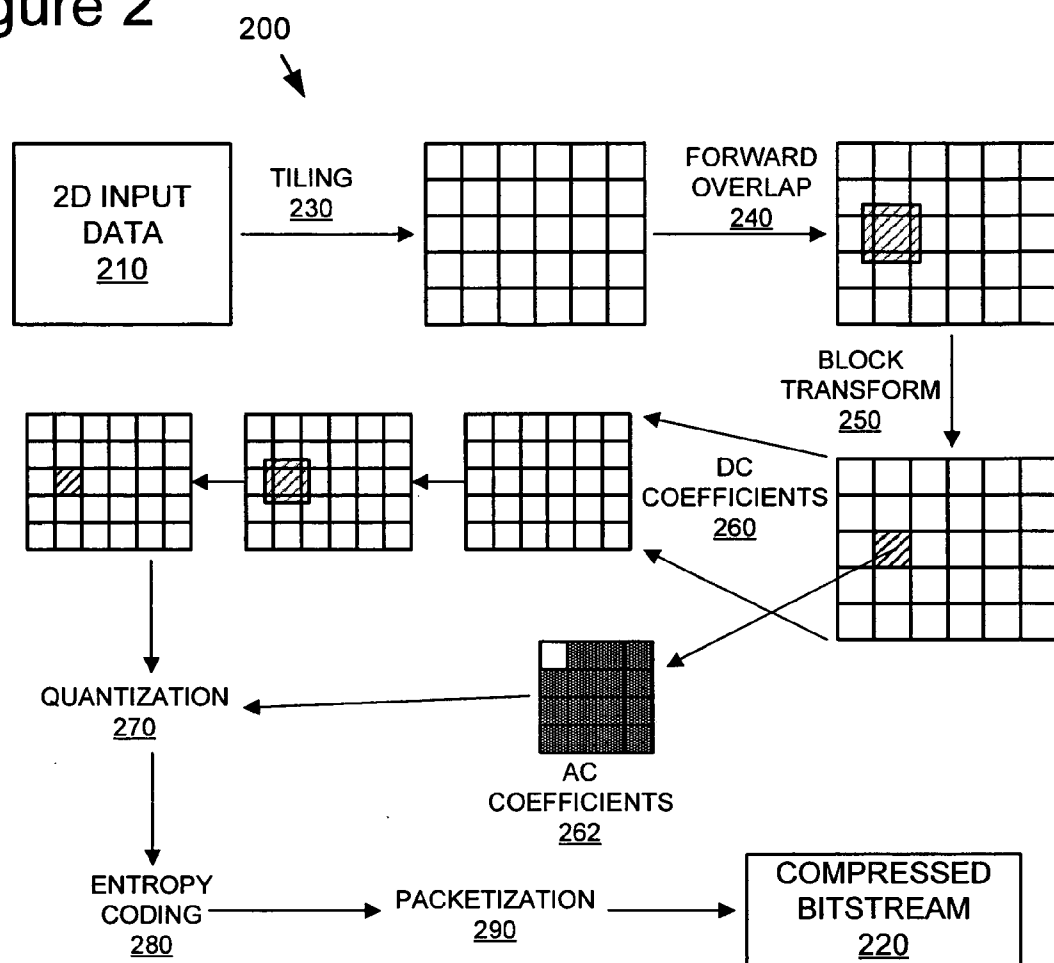 gure 2
200
2D INPUT
DATA
210
TILING
230
FORWARD
OVERLAP
240
BLOCK
TRANSFORM
250
DC
COEFFICIENTS
260
QUANTIZATION
270
AC
COEFFICIENTS
262
ENTROPY
CODING
280
PACKETIZATION
290
COMPRESSED
BITSTREAM
220